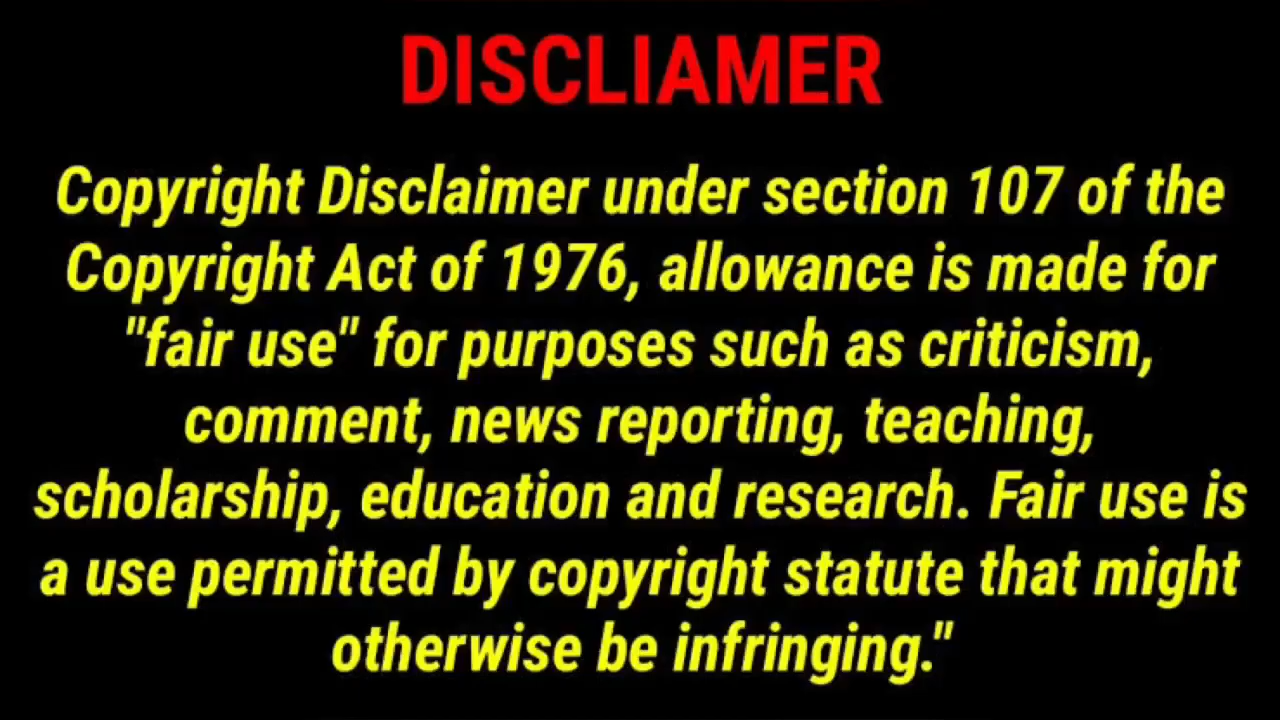 DISCLIAMER
Copyright Disclaimer under section 107 of the
Copyright Act of 1976, allowance is made for
"fair use" for purposes such as criticism,
comment, news reporting, teaching,
scholarship, education and research. Fair use is
a use permitted by copyright statute that might
otherwise be infringing."